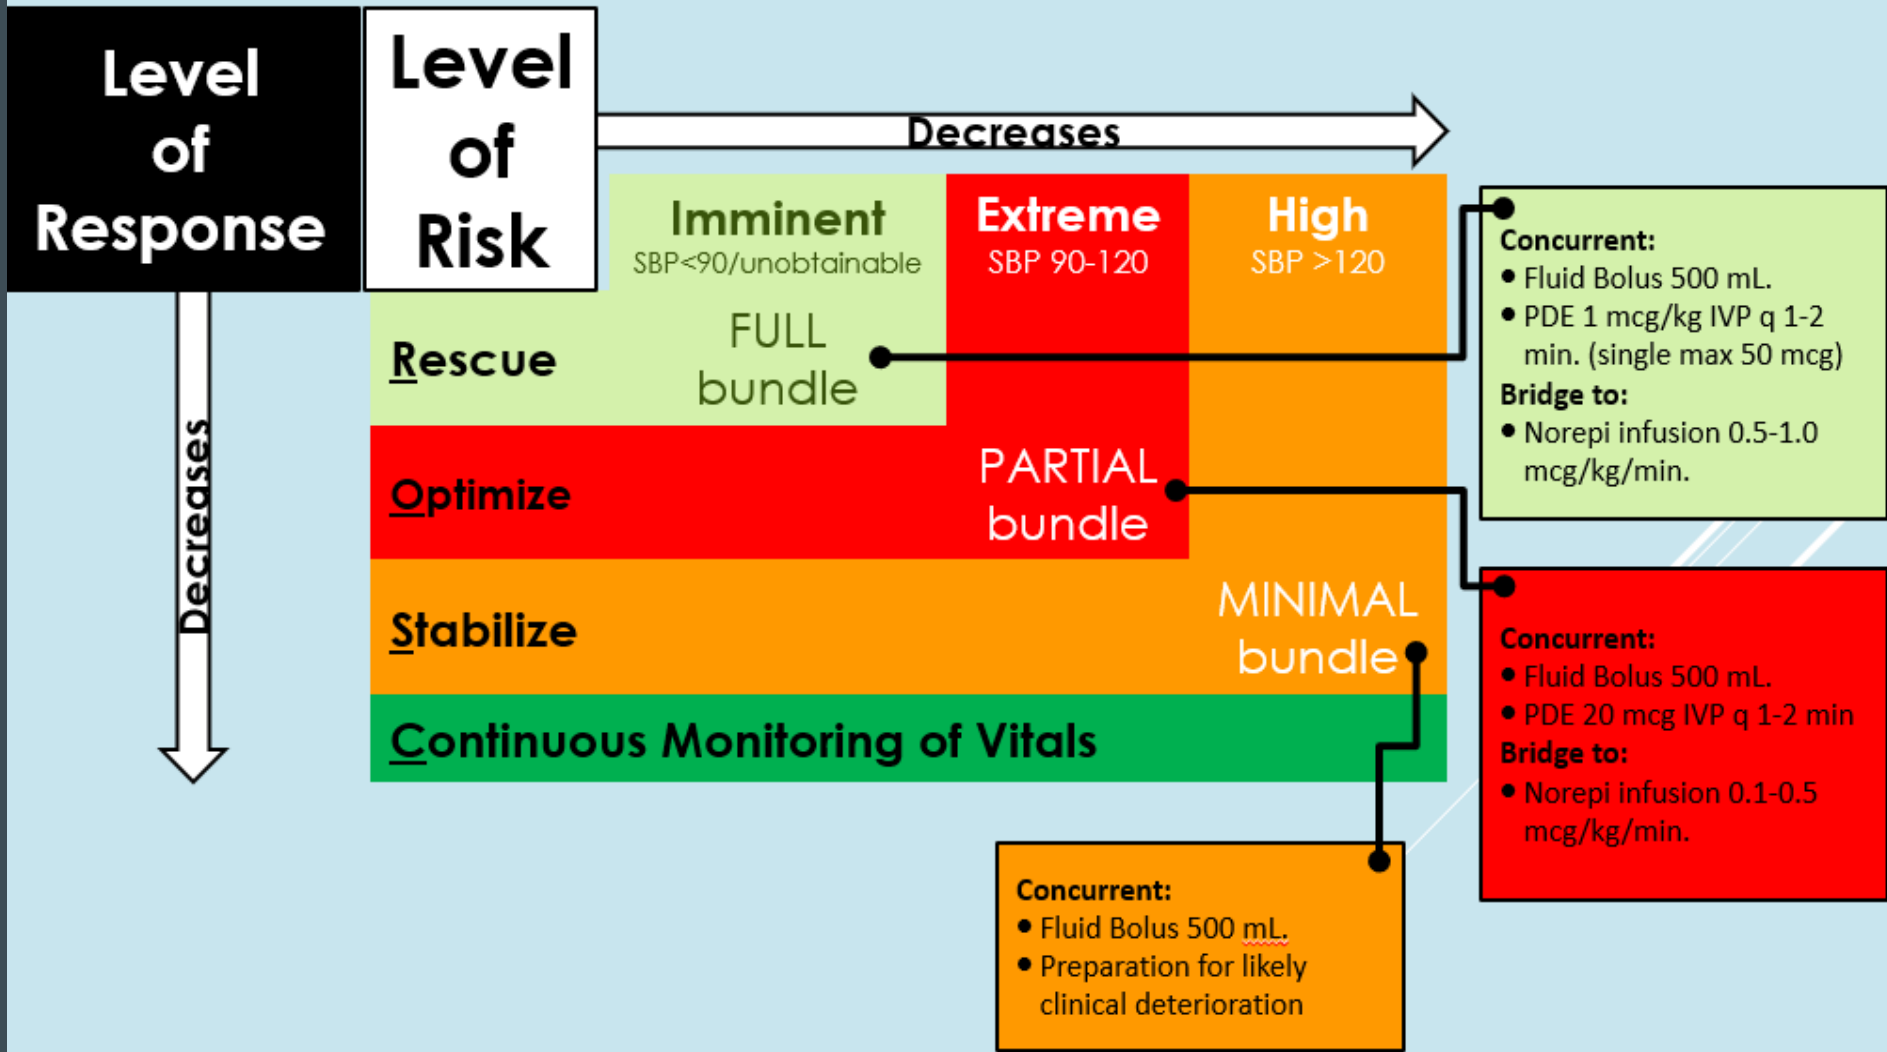 Level
of
Response
Level
of
Risk
Decreases
Decreases
Imminent
SBP<90/unobtainable
Extreme
SBP 90-120
High
SBP >120
Rescue
FULL
bundle
Optimize
PARTIAL
bundle
Stabilize
MINIMAL
bundle
Continuous Monitoring of Vitals
Concurrent:
• Fluid Bolus 500 mL.
• PDE 1 mcg/kg IVP q 1-2
min. (single max 50 mcg)
Bridge to:
• Norepi infusion 0.5-1.0
mcg/kg/min.
Concurrent:
• Fluid Bolus 500 mL.
• PDE 20 mcg IVP q 1-2 min
Bridge to:
• Norepi infusion 0.1-0.5
mcg/kg/min.
Concurrent:
• Fluid Bolus 500 mL.
• Preparation for likely
clinical deterioration